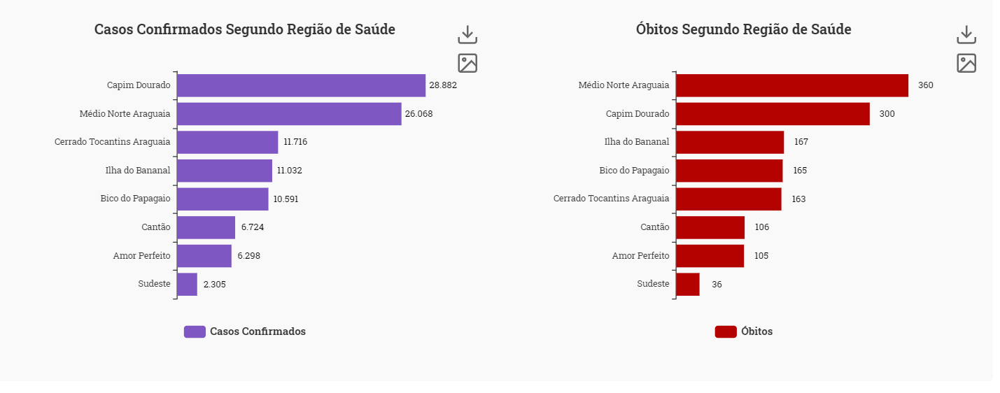 Casos Confirmados Segundo Região de Saúde
Capim Dourado 28.882
Médio Norte Araguaia 26.068
Cerrado Tocantins Araguaia 11.716
Ilha do Bananal 11.032
Bico do Papagaio 10.591
Cantão 6.724
Amor Perfeito 6.298
Sudeste 2.305
Casos Confirmados
Óbitos Segundo Região de Saúde
Médio Norte Araguaia 360
Capim Dourado 300
Ilha do Bananal 167
Bico do Papagaio 165
Cerrado Tocantins Araguaia 163
Cantão 106
Amor Perfeito 105
Sudeste 36
Óbitos